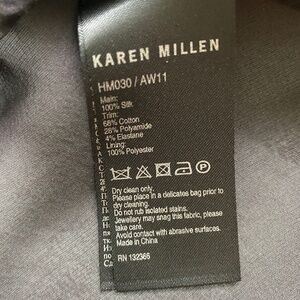 KAREN MILLEN
HM030 / AW11
Main:
100% Silk
Trim:
68% Cotton
28% Polyamide
4% Elastane
Lining:
100% Polyester
P
Dry clean only.
Please place in a delicates bag prior to
dry cleaning.
Do not rub isolated stains.
Jewellery may snag this fabric, please
take care.
Avoid contact with abrasive surfaces.
Made in China
RN 132366